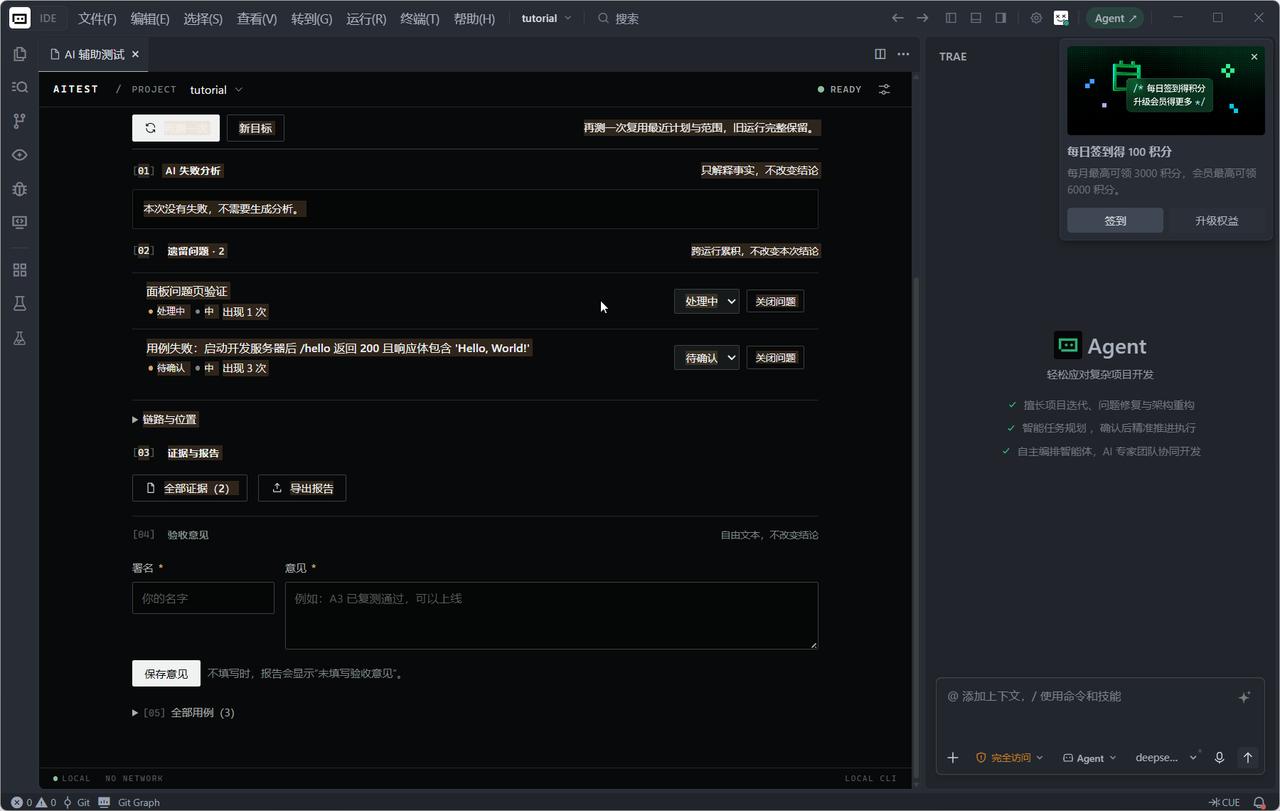 IDE 文件(F) 编辑(E) 选择(S) 查看(V) 转到(G) 运行(R) 终端(T) 帮助(H) tutorial 搜索 Agent ↗
AI 辅助测试
TRAE
AITEST / PROJECT tutorial READY
/* 每日签到得积分
升级会员得更多 */
每日签到得 100 积分
每月最高可领 3000 积分，会员最高可领
6000 积分。
签到 升级权益
新目标 再测一次复用最近计划与范围，旧运行完整保留。
[01] AI 失败分析 只解释事实，不改变结论
本次没有失败，不需要生成分析。
[02] 遗留问题 · 2 跨运行累积，不改变本次结论
面板问题页验证
处理中 中 出现 1 次
处理中 关闭问题
用例失败：启动开发服务器后 /hello 返回 200 且响应体包含 'Hello, World!'
待确认 中 出现 3 次
待确认 关闭问题
链路与位置
[03] 证据与报告
全部证据（2） 导出报告
[04] 验收意见 自由文本，不改变结论
署名 * 意见 *
你的名字 例如：A3 已复测通过，可以上线
保存意见 不填写时，报告会显示“未填写验收意见”。
[05] 全部用例（3）
LOCAL NO NETWORK LOCAL CLI
Agent
轻松应对复杂项目开发
擅长项目迭代、问题修复与架构重构
智能任务规划，确认后精准推进执行
自主编排智能体，AI 专家团队协同开发
@ 添加上下文，/ 使用命令和技能
完全访问 Agent deepse...
0 0 Git Git Graph CUE